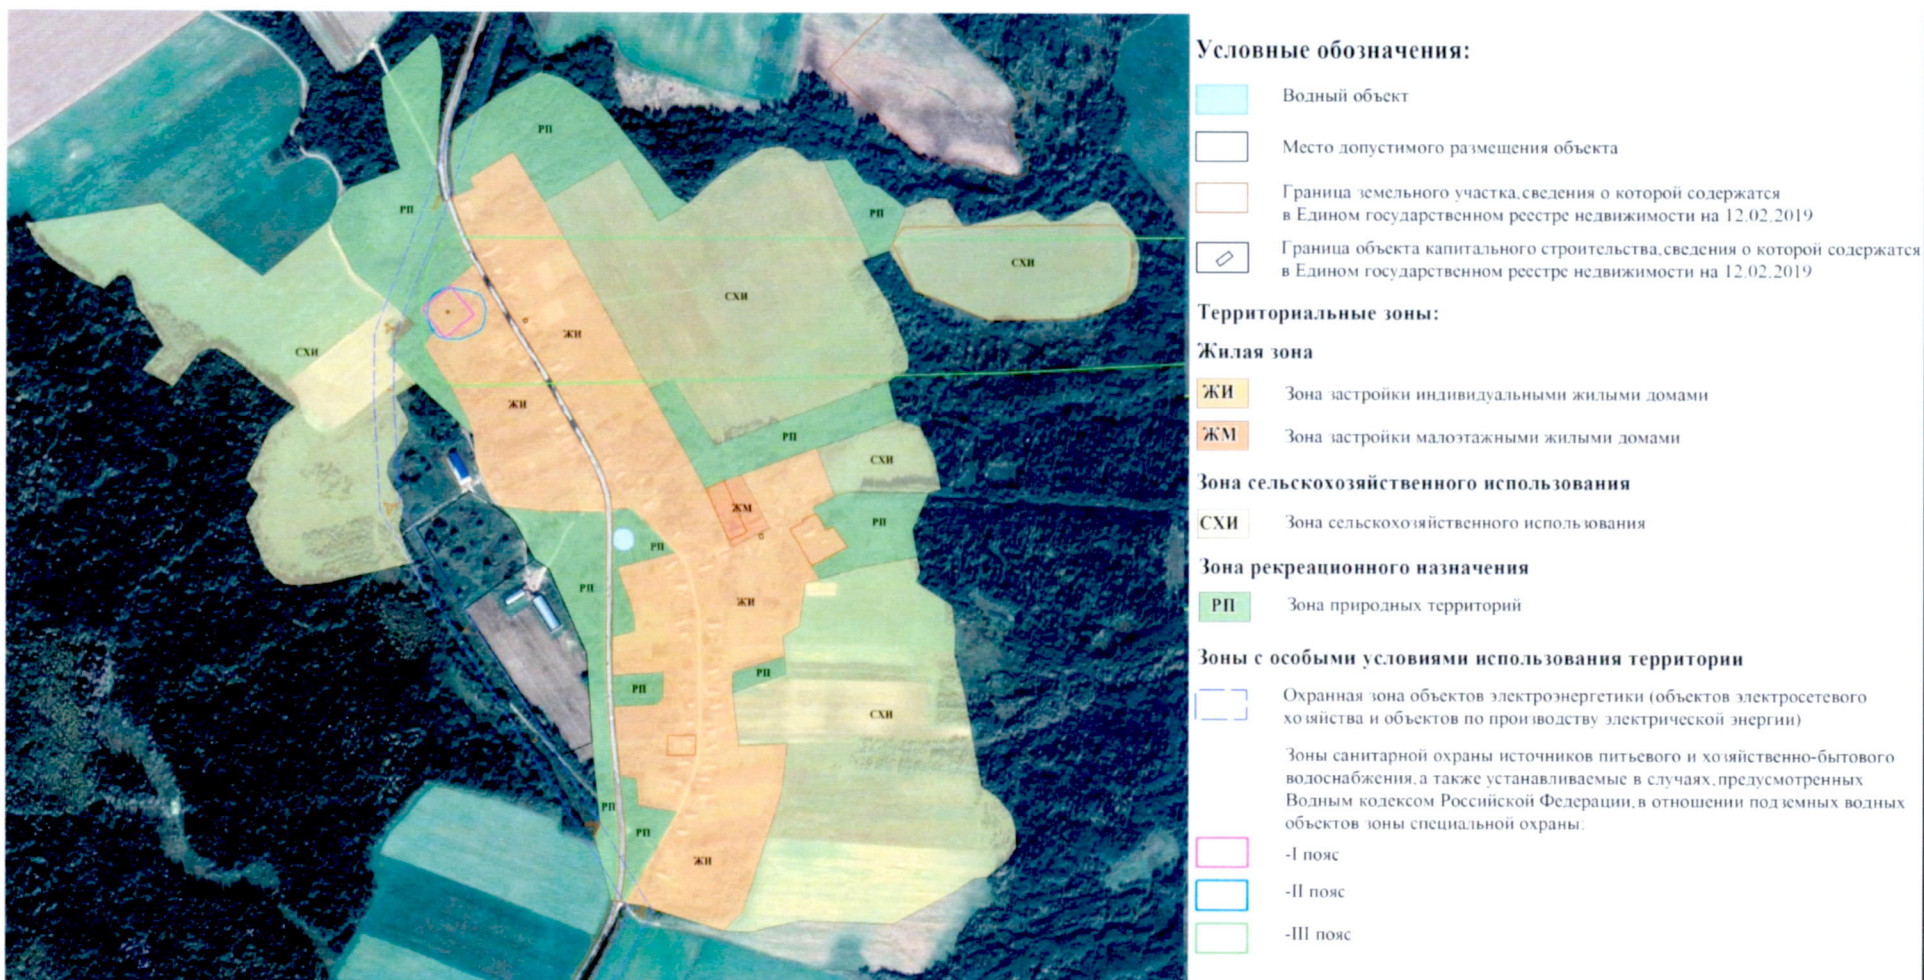 Условные обозначения:
Водный объект
Место допустимого размещения объекта
Граница земельного участка,сведения о которой содержатся
в Едином государственном реестре недвижимости на 12.02.2019
Граница объекта капитального строительства,сведения о которой содержатся
в Едином государственном реестре недвижимости на 12.02.2019
Территориальные зоны:
Жилая зона
ЖИ Зона застройки индивидуальными жилыми домами
ЖМ Зона застройки малоэтажными жилыми домами
Зона сельскохозяйственного использования
СХИ Зона сельскохозяйственного использования
Зона рекреационного назначения
РП Зона природных территорий
Зоны с особыми условиями использования территории
Охранная зона объектов электроэнергетики (объектов электросетевого
хозяйства и объектов по производству электрической энергии)
Зоны санитарной охраны источников питьевого и хозяйственно-бытового
водоснабжения, а также устанавливаемые в случаях, предусмотренных
Водным кодексом Российской Федерации, в отношении подземных водных
объектов зоны специальной охраны:
-I пояс
-II пояс
-III пояс
РП
РП
РП
СХИ
СХИ
ЖИ
СХИ
ЖИ
РП
СХИ
ЖМ
РП
РП
РП
ЖИ
РП
РП
СХИ
РП
РП
ЖИ